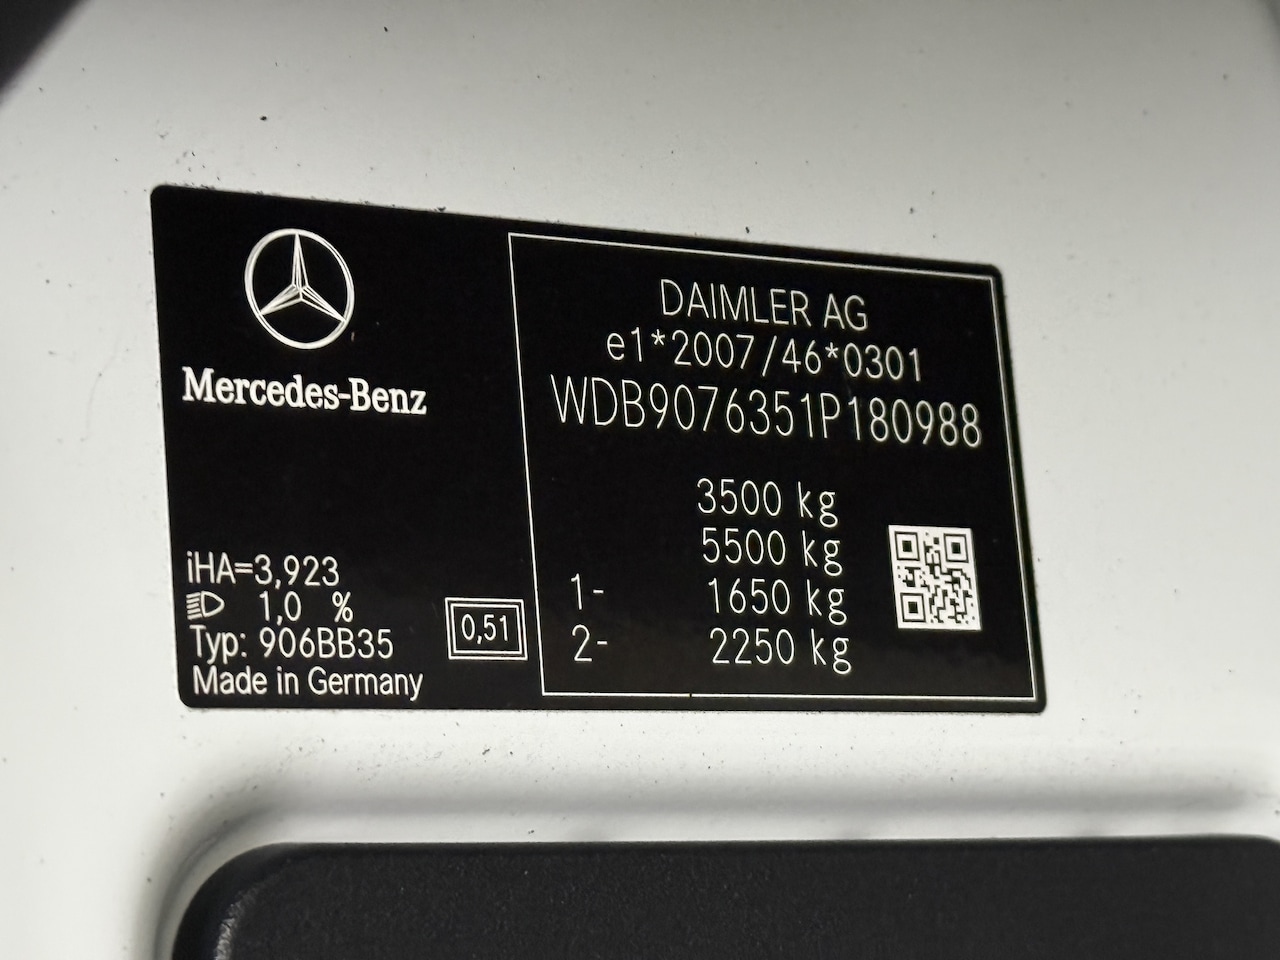 Mercedes-Benz
iHA=3,923
1,0 %
Typ: 906BB35
Made in Germany
0,51
DAIMLER AG
e1*2007/46*0301
WDB9076351P180988
3500 kg
5500 kg
1- 1650 kg
2- 2250 kg